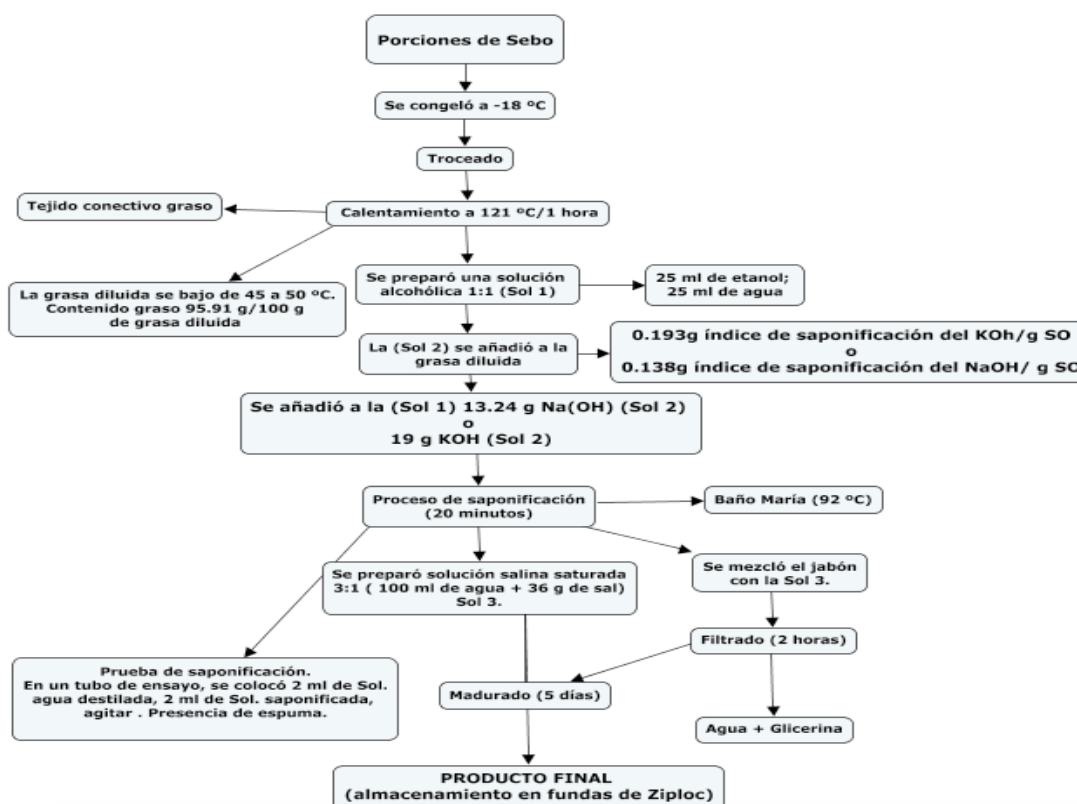 Porciones de Sebo
Se congeló a -18 ºC
Troceado
Tejido conectivo graso
Calentamiento a 121 ºC/1 hora
La grasa diluida se bajo de 45 a 50 ºC.
Contenido graso 95.91 g/100 g
de grasa diluida
Se preparó una solución
alcohólica 1:1 (Sol 1)
25 ml de etanol;
25 ml de agua
La (Sol 2) se añadió a la
grasa diluida
0.193g índice de saponificación del KOh/g SO
o
0.138g índice de saponificación del NaOH/ g SO
Se añadió a la (Sol 1) 13.24 g Na(OH) (Sol 2)
o
19 g KOH (Sol 2)
Proceso de saponificación
(20 minutos)
Baño María (92 ºC)
Se preparó solución salina saturada
3:1 ( 100 ml de agua + 36 g de sal)
Sol 3.
Se mezcló el jabón
con la Sol 3.
Filtrado (2 horas)
Prueba de saponificación.
En un tubo de ensayo, se colocó 2 ml de Sol.
agua destilada, 2 ml de Sol. saponificada,
agitar . Presencia de espuma.
Madurado (5 días)
Agua + Glicerina
PRODUCTO FINAL
(almacenamiento en fundas de Ziploc)